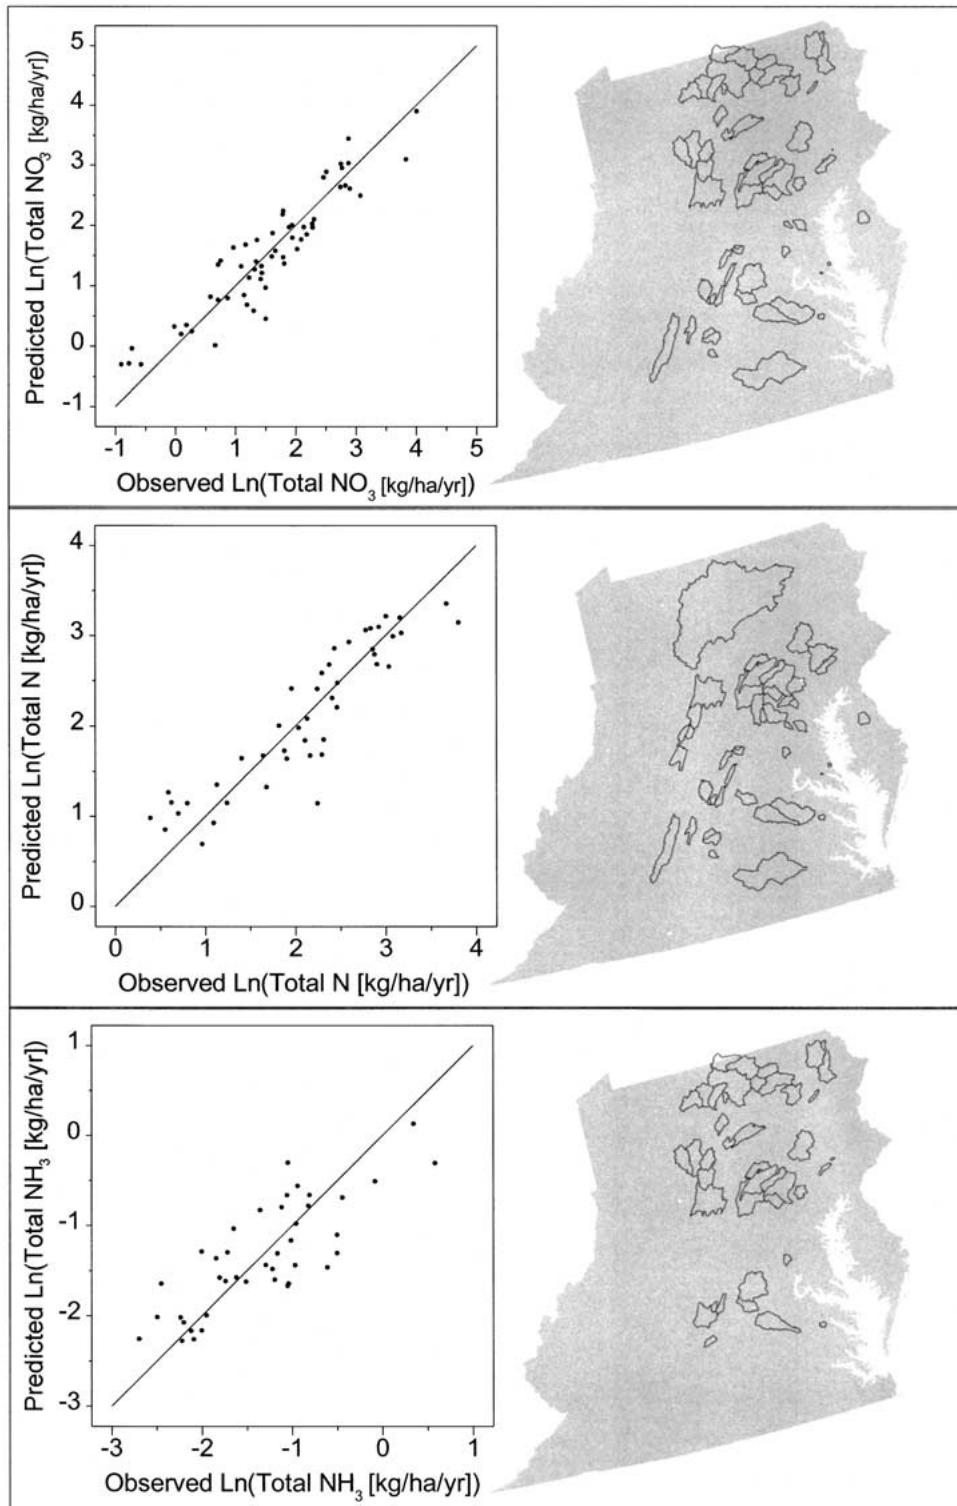 Predicted Ln(Total NO₃ [kg/ha/yr])
5
4
3
2
1
0
-1
-1 0 1 2 3 4 5
Observed Ln(Total NO₃ [kg/ha/yr])
Predicted Ln(Total N [kg/ha/yr])
4
3
2
1
0
0 1 2 3 4
Observed Ln(Total N [kg/ha/yr])
Predicted Ln(Total NH₃ [kg/ha/yr])
1
0
-1
-2
-3
-3 -2 -1 0 1
Observed Ln(Total NH₃ [kg/ha/yr])